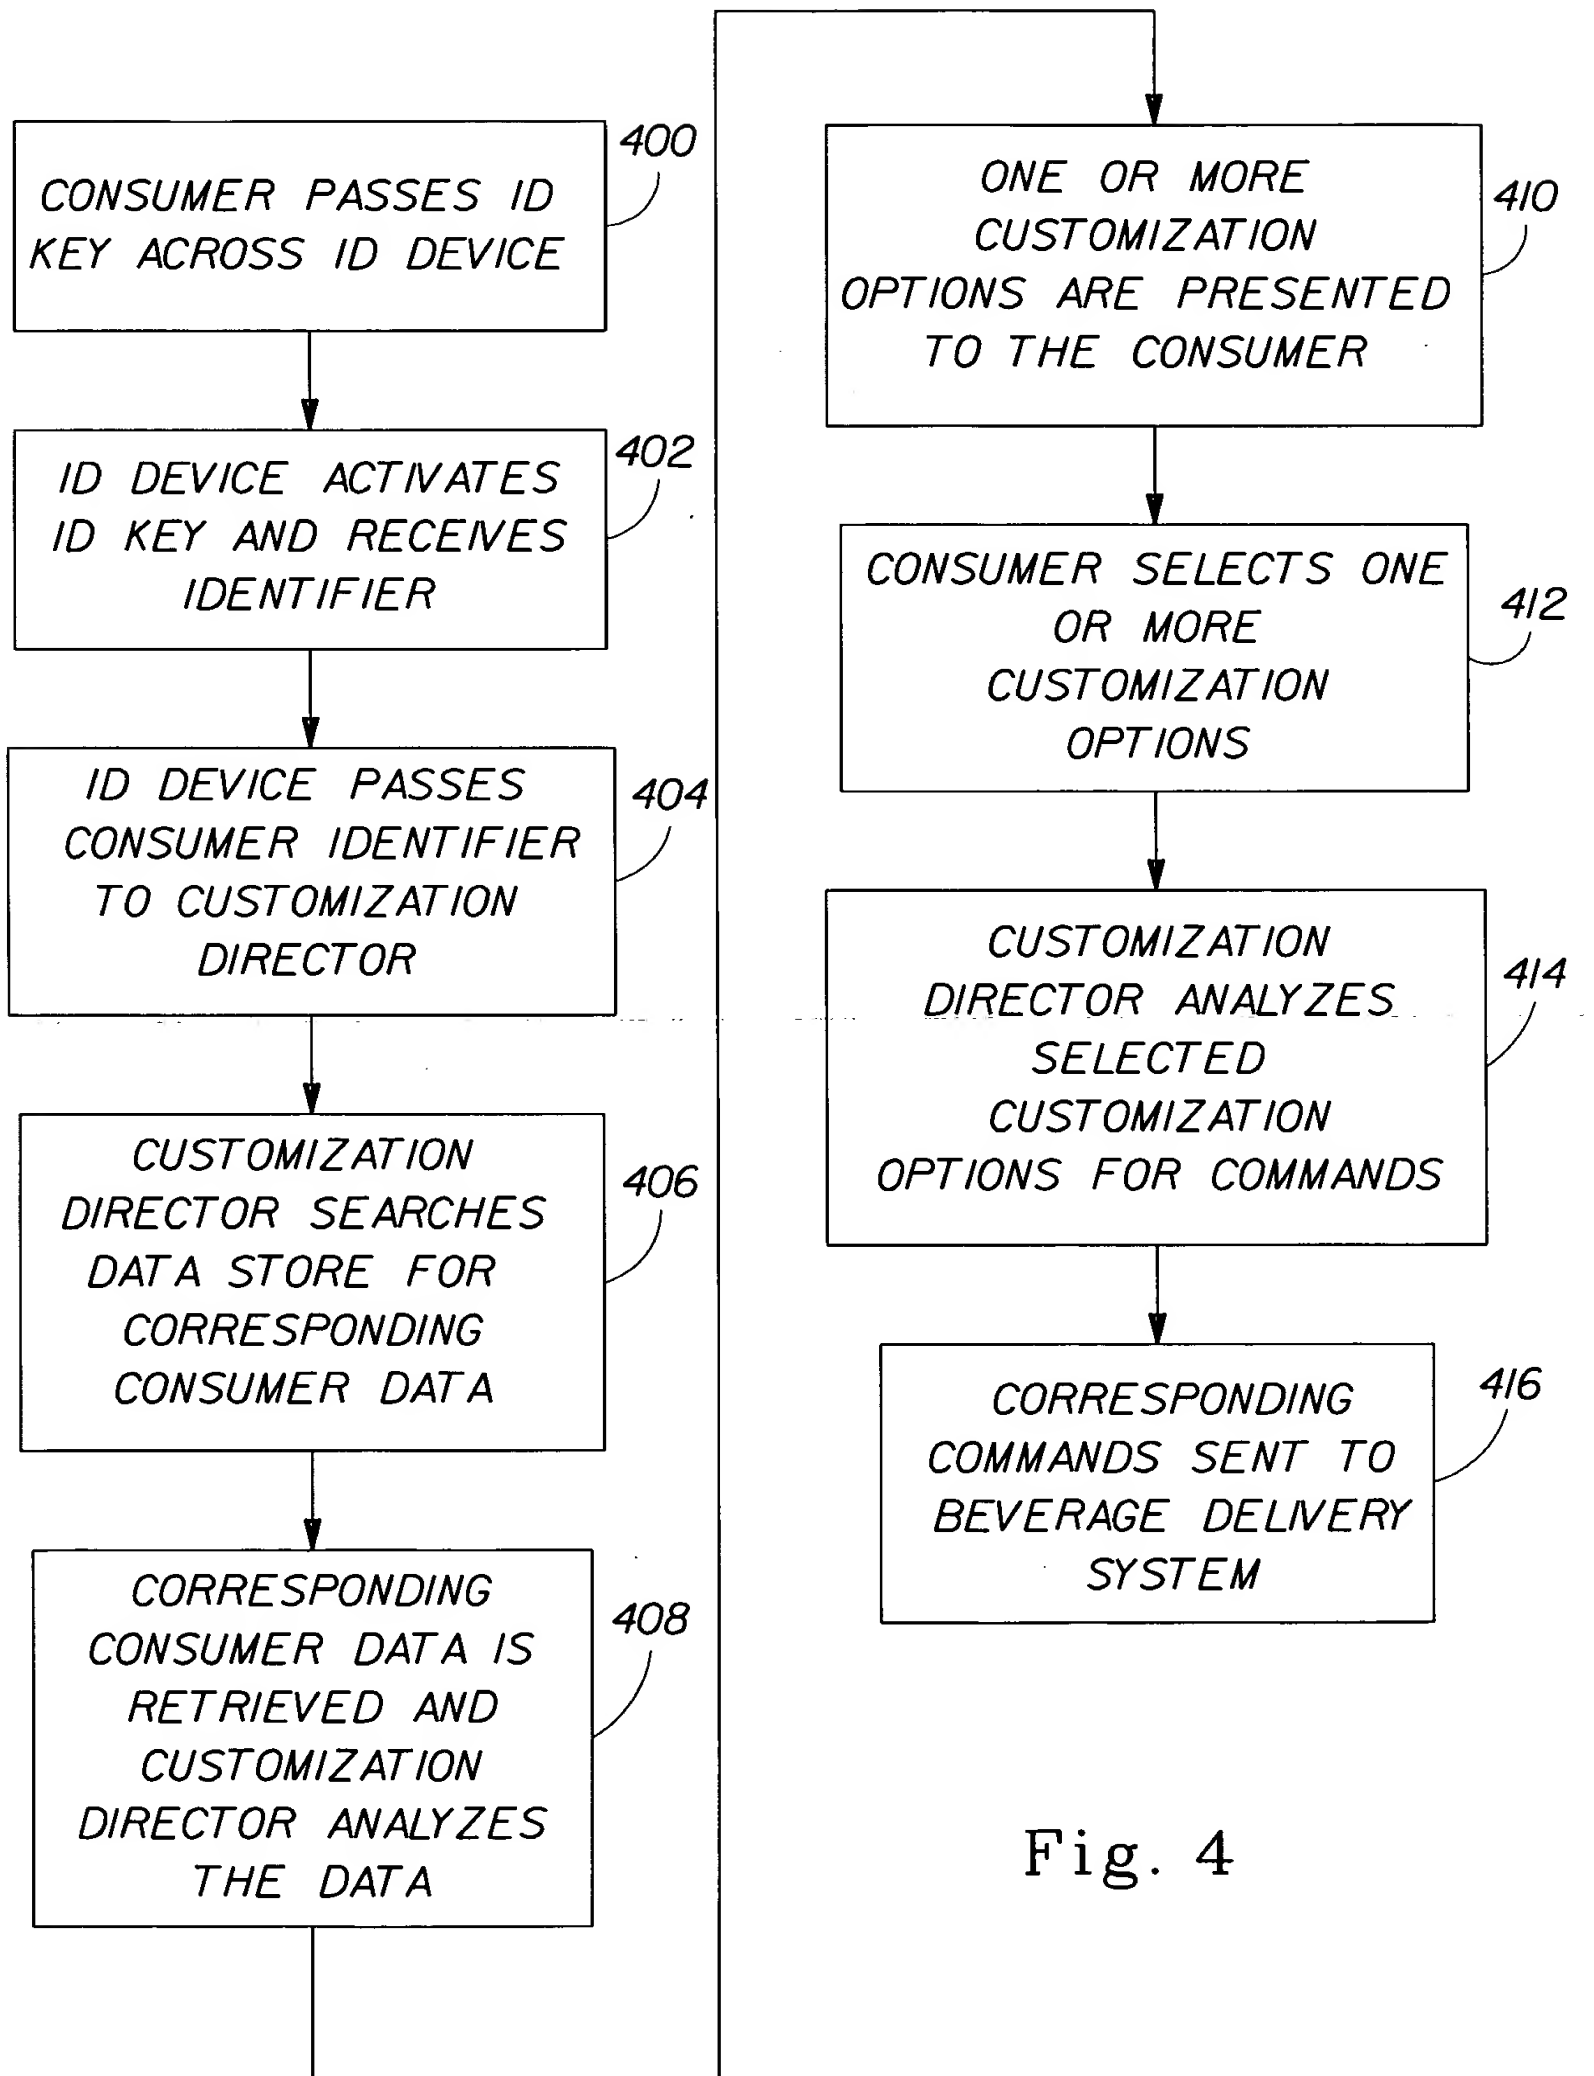 400
CONSUMER PASSES ID
KEY ACROSS ID DEVICE
402
ID DEVICE ACTIVATES
ID KEY AND RECEIVES
IDENTIFIER
404
ID DEVICE PASSES
CONSUMER IDENTIFIER
TO CUSTOMIZATION
DIRECTOR
406
CUSTOMIZATION
DIRECTOR SEARCHES
DATA STORE FOR
CORRESPONDING
CONSUMER DATA
408
CORRESPONDING
CONSUMER DATA IS
RETRIEVED AND
CUSTOMIZATION
DIRECTOR ANALYZES
THE DATA
410
ONE OR MORE
CUSTOMIZATION
OPTIONS ARE PRESENTED
TO THE CONSUMER
412
CONSUMER SELECTS ONE
OR MORE
CUSTOMIZATION
OPTIONS
414
CUSTOMIZATION
DIRECTOR ANALYZES
SELECTED
CUSTOMIZATION
OPTIONS FOR COMMANDS
416
CORRESPONDING
COMMANDS SENT TO
BEVERAGE DELIVERY
SYSTEM
Fig. 4